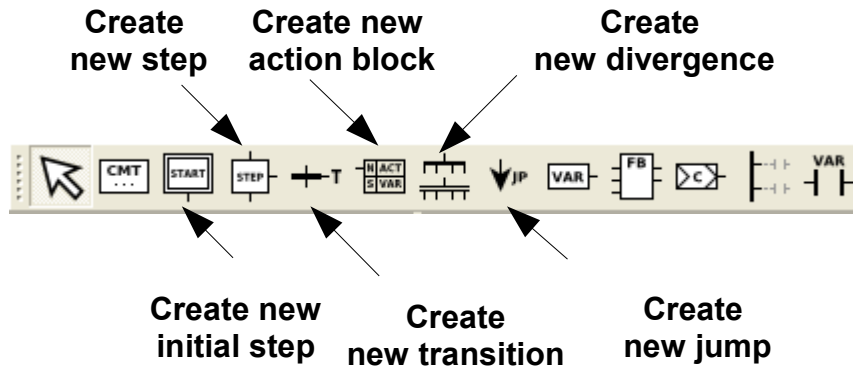 Create
new step
Create new
action block
Create
new divergence
CMT
...
START
STEP
T
N ACT
S VAR
JP
VAR
FB
C
VAR
Create new
initial step
Create
new transition
Create
new jump